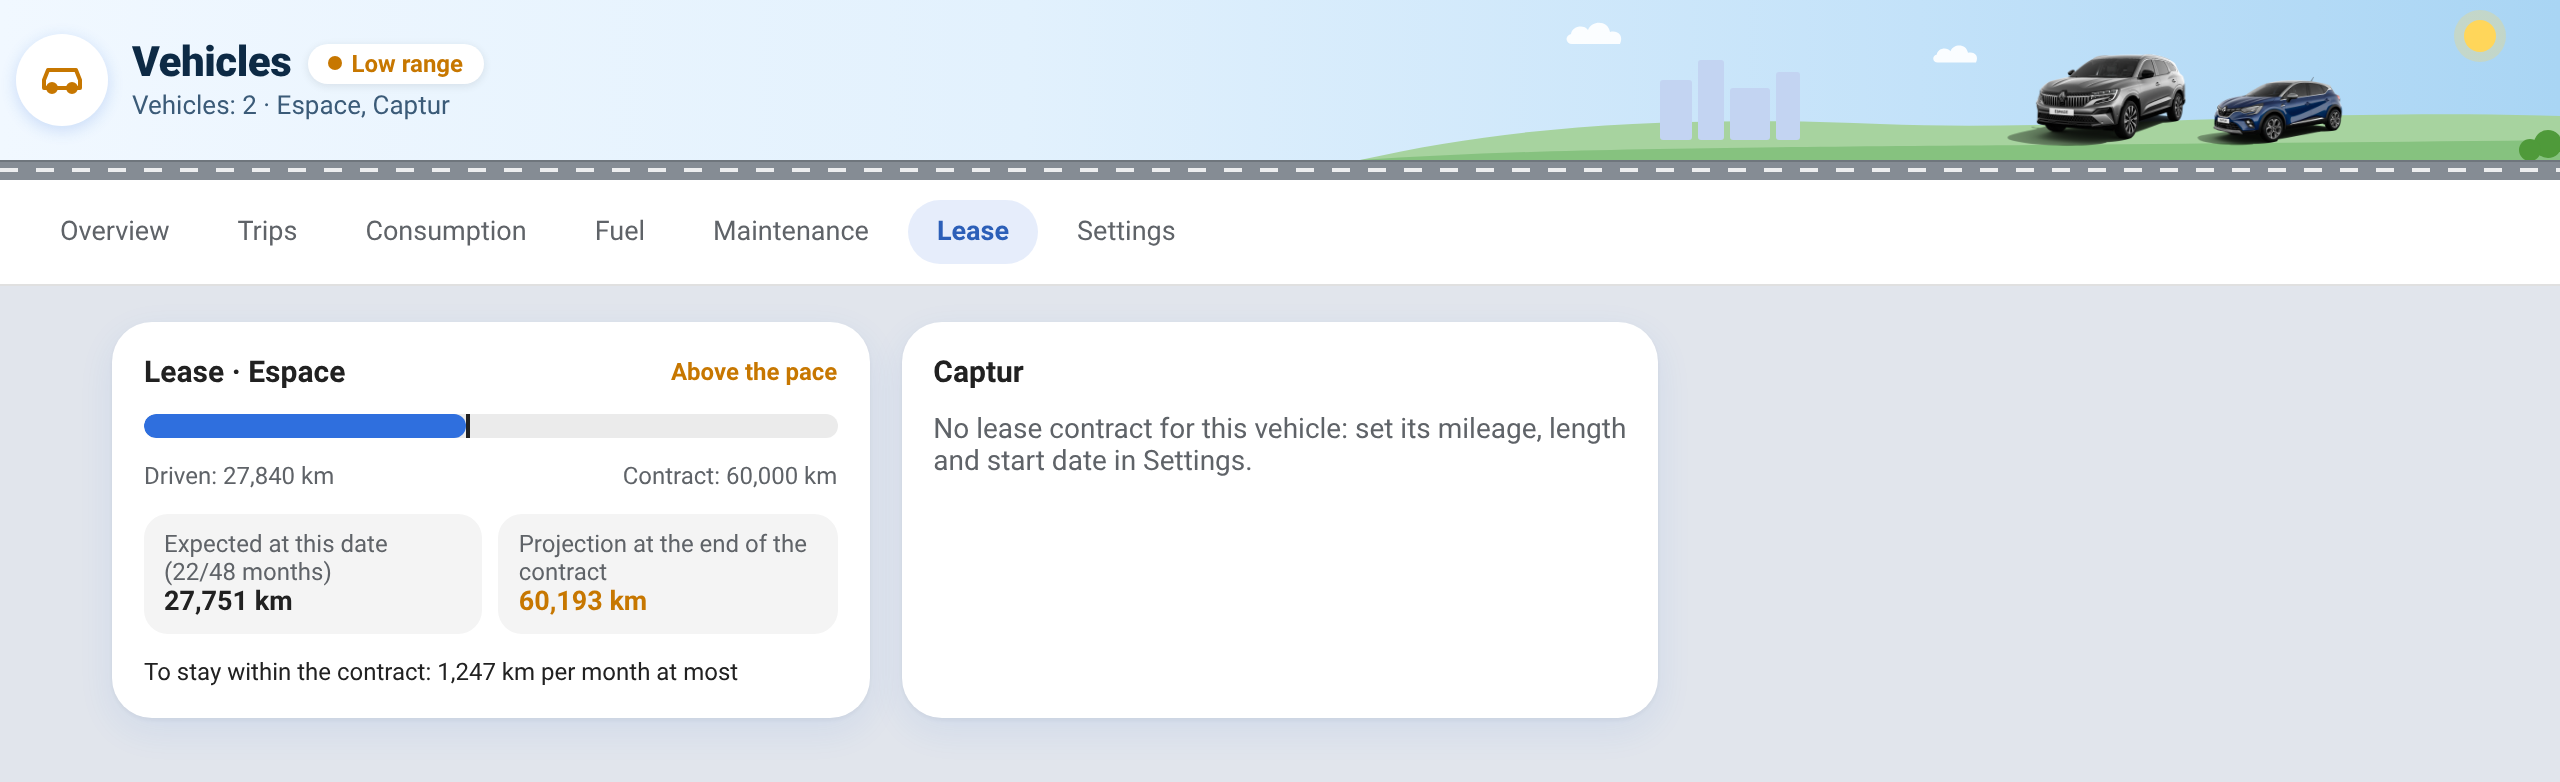 Vehicles
Low range
Vehicles: 2 · Espace, Captur
Overview
Trips
Consumption
Fuel
Maintenance
Lease
Settings
Lease · Espace
Above the pace
Driven: 27,840 km
Contract: 60,000 km
Expected at this date
(22/48 months)
27,751 km
Projection at the end of the
contract
60,193 km
To stay within the contract: 1,247 km per month at most
Captur
No lease contract for this vehicle: set its mileage, length
and start date in Settings.